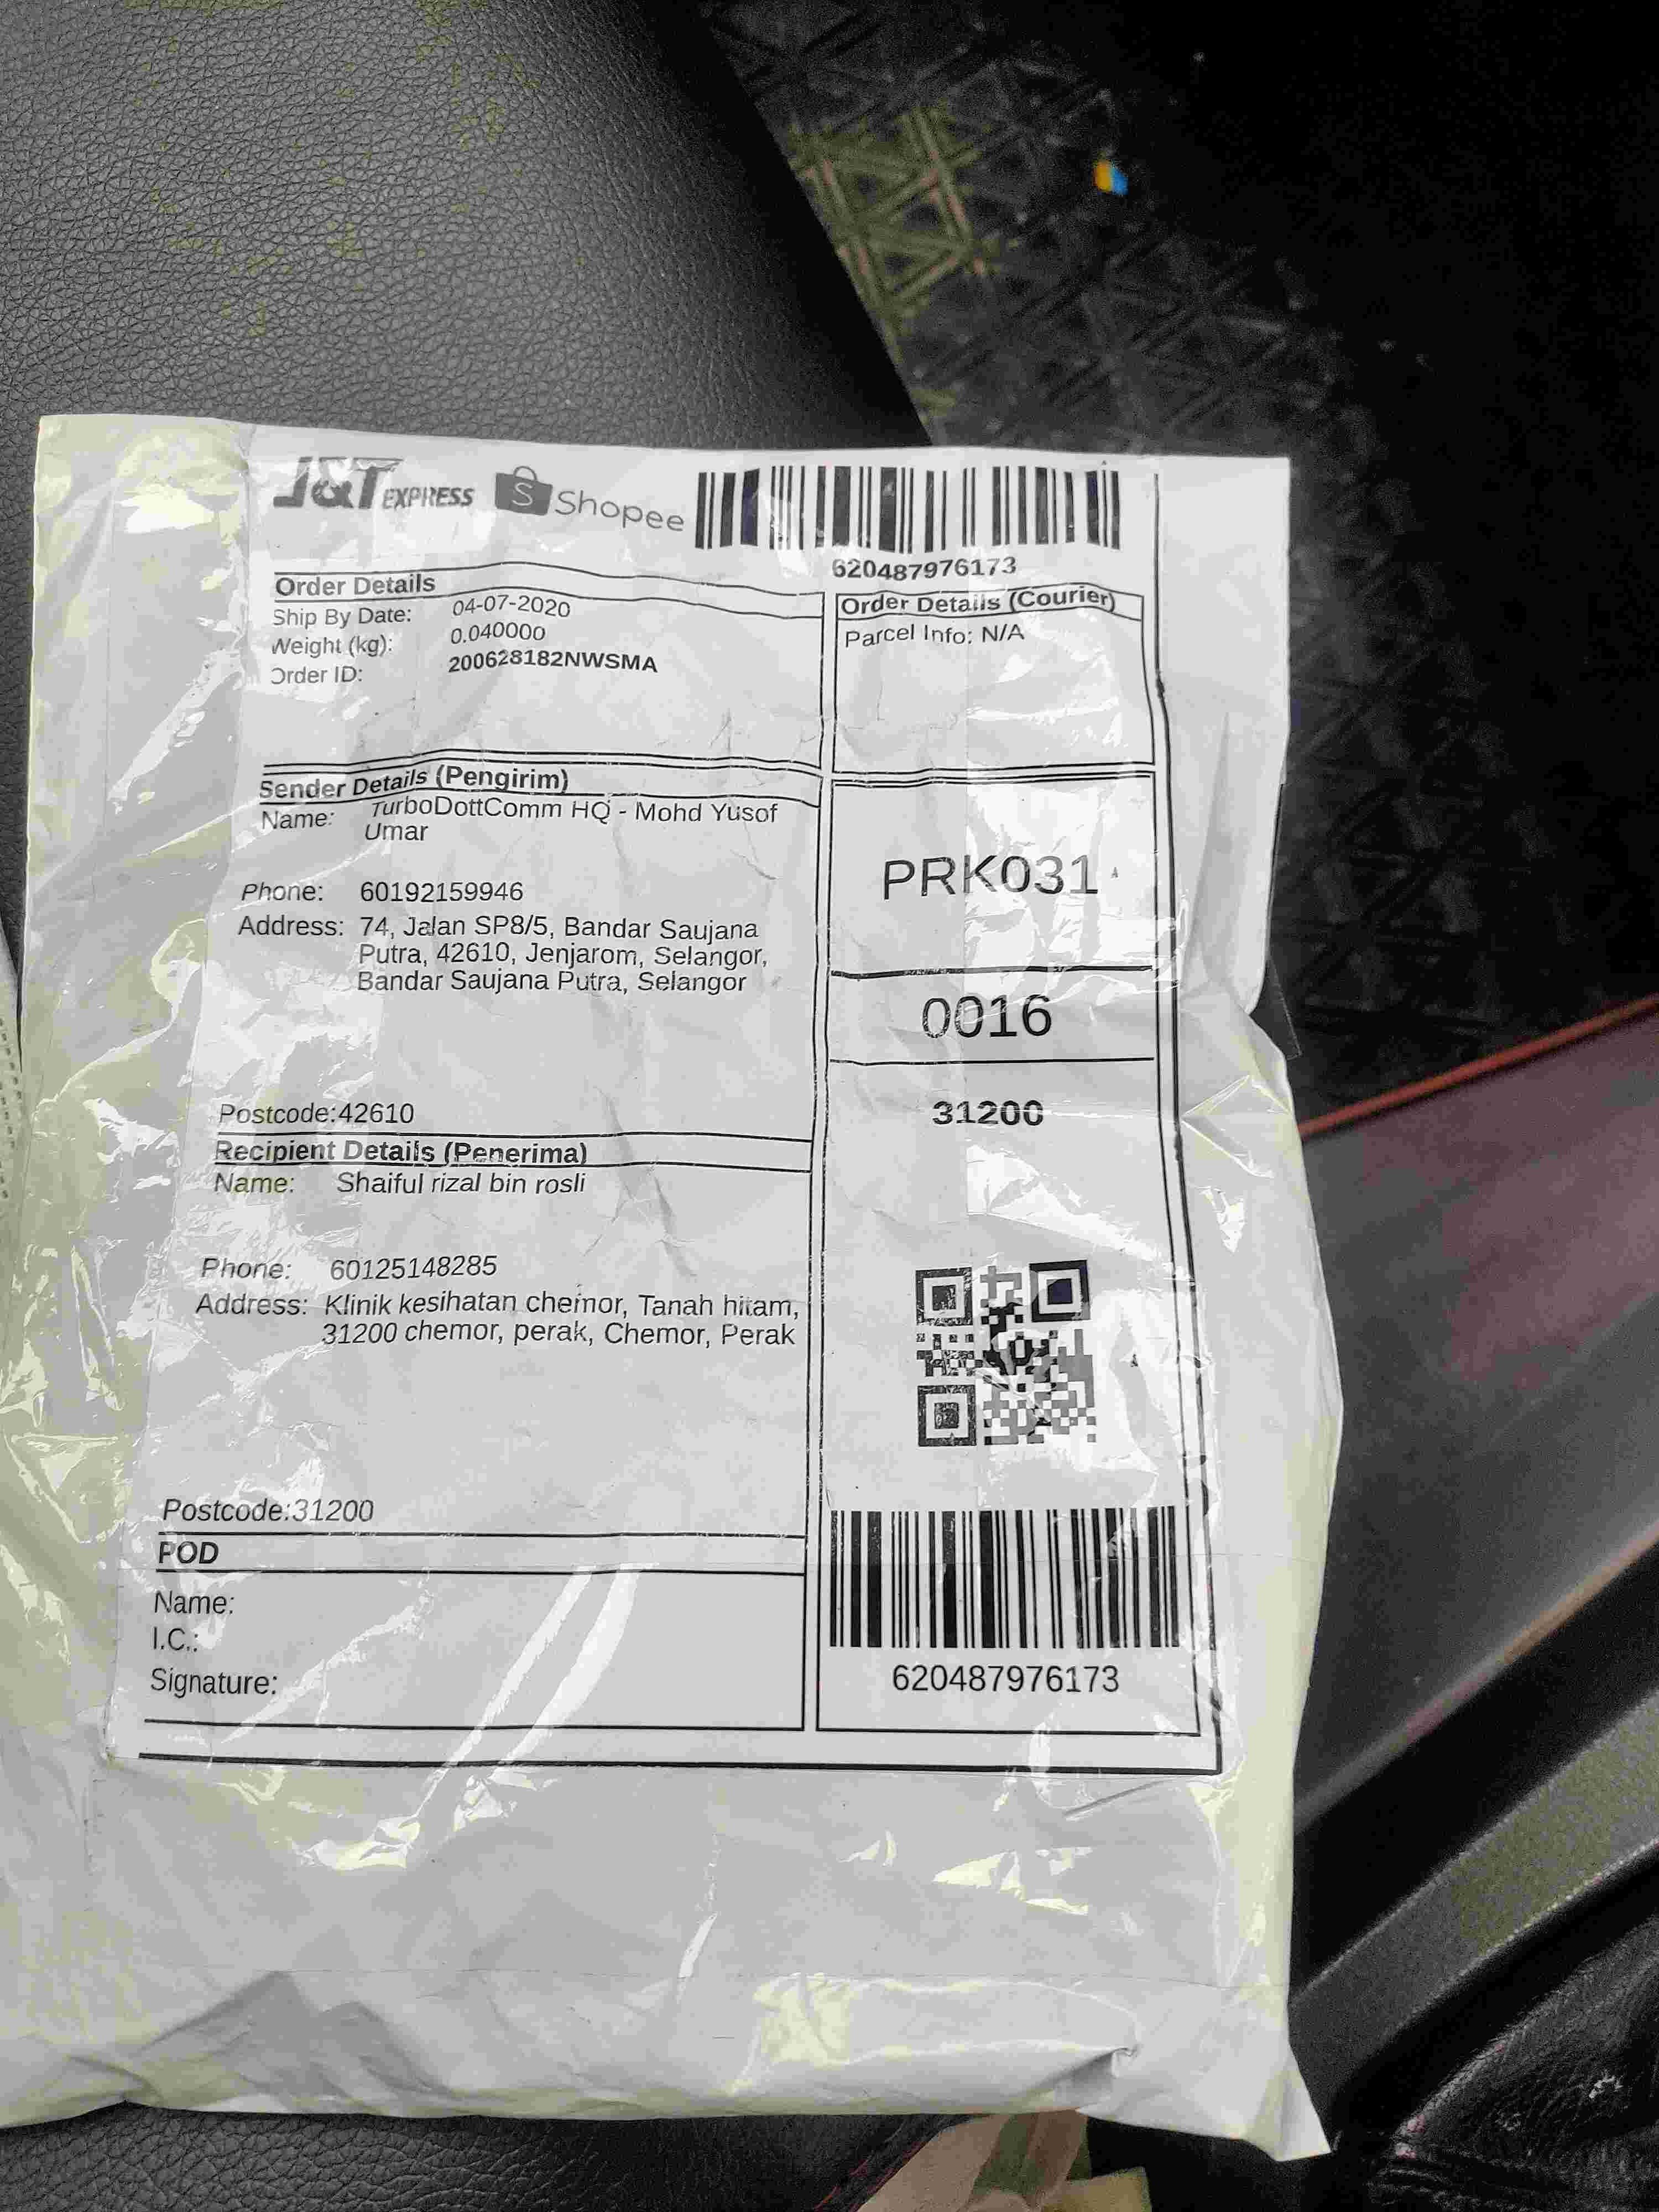 J&T EXPRESS Shopee
620487976173
Order Details
Ship By Date: 04-07-2020
Weight (kg): 0.040000
Order ID: 200628182NWSMA
Order Details (Courier)
Parcel Info: N/A
Sender Details (Pengirim)
Name: TurboDottComm HQ - Mohd Yusof
Umar
Phone: 60192159946
Address: 74, Jalan SP8/5, Bandar Saujana
Putra, 42610, Jenjarom, Selangor,
Bandar Saujana Putra, Selangor
Postcode:42610
PRK031
0016
31200
Recipient Details (Penerima)
Name: Shaiful rizal bin rosli
Phone: 60125148285
Address: Klinik kesihatan chemor, Tanah hitam,
31200 chemor, perak, Chemor, Perak
Postcode:31200
POD
Name:
I.C.:
Signature:
620487976173